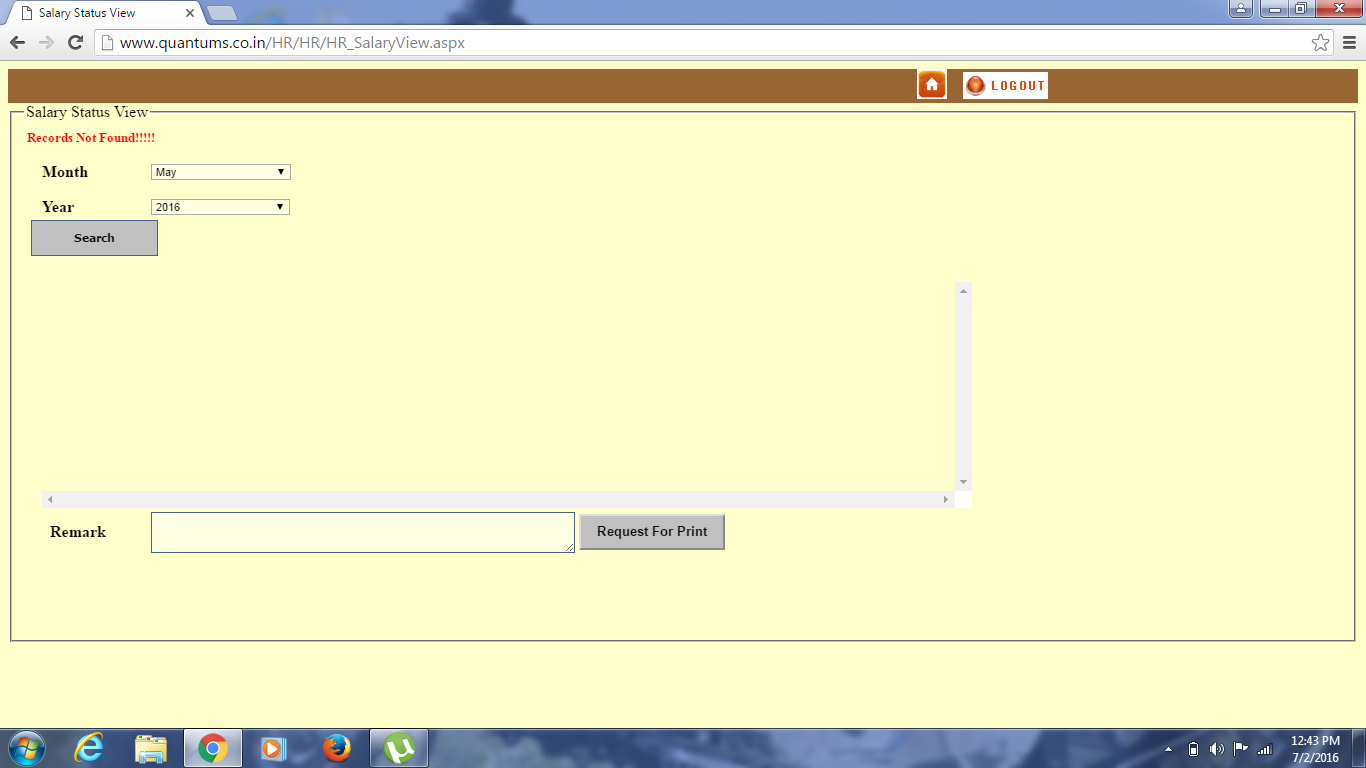 Salary Status View
www.quantums.co.in/HR/HR/HR_SalaryView.aspx
LOGOUT
Salary Status View
Records Not Found!!!!!
Month May
Year 2016
Search
Remark Request For Print
12:43 PM
7/2/2016